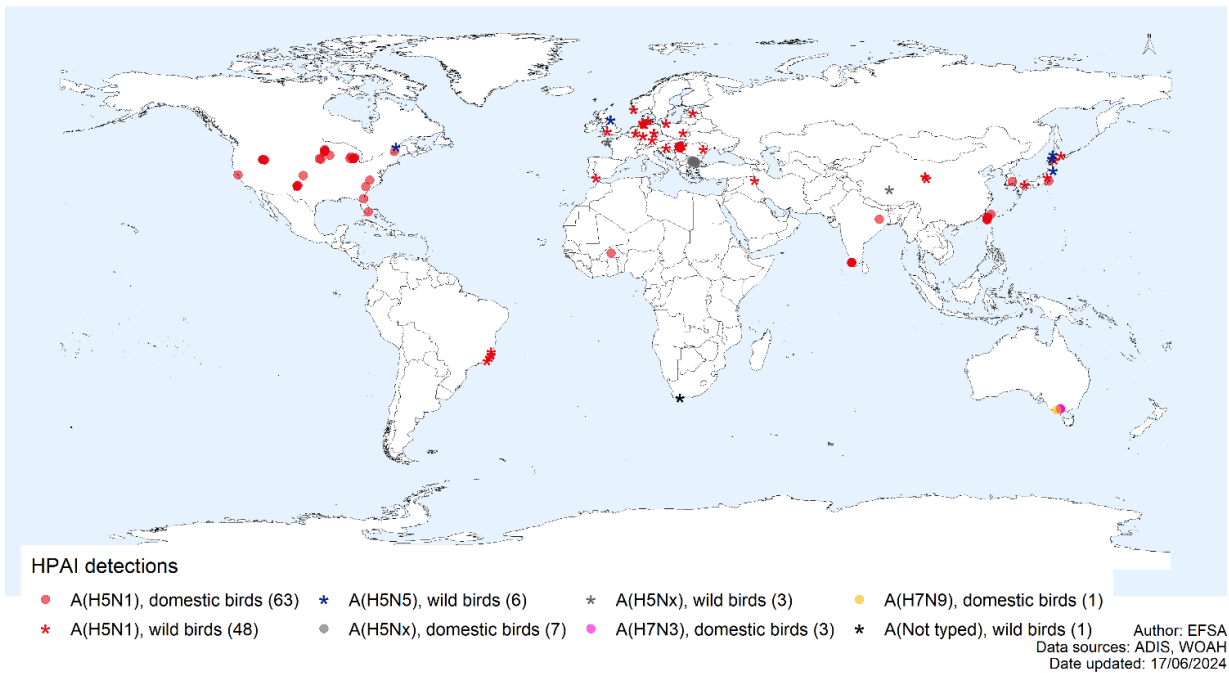 N
HPAI detections
A(H5N1), domestic birds (63) A(H5N5), wild birds (6) A(H5Nx), wild birds (3) A(H7N9), domestic birds (1)
A(H5N1), wild birds (48) A(H5Nx), domestic birds (7) A(H7N3), domestic birds (3) A(Not typed), wild birds (1)
Author: EFSA
Data sources: ADIS, WOAH
Date updated: 17/06/2024